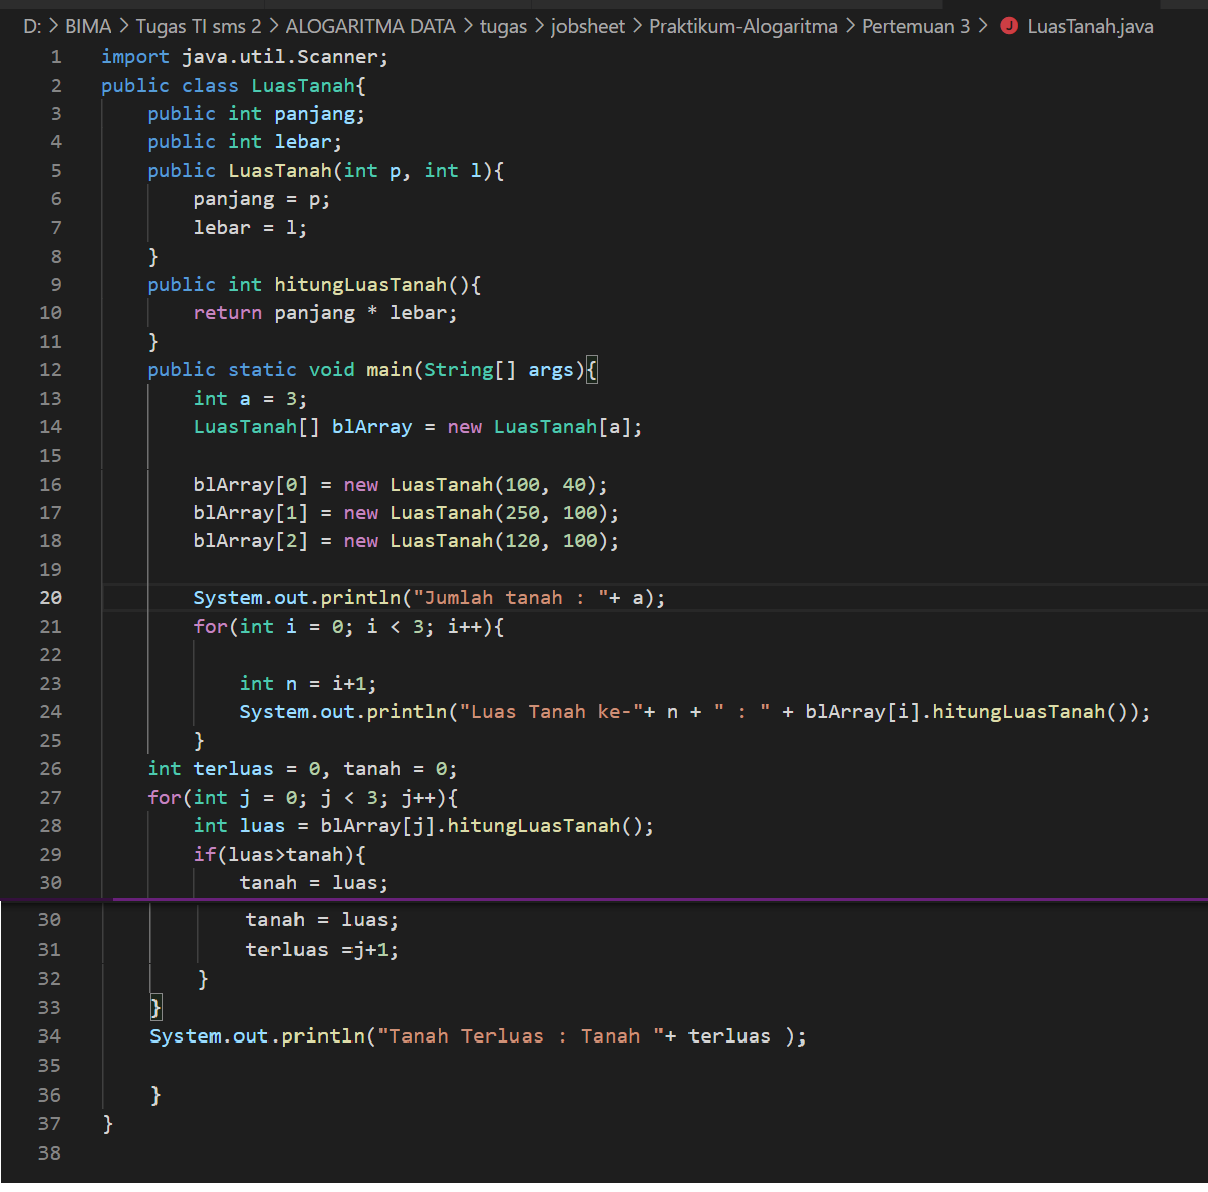 D: > BIMA > Tugas TI sms 2 > ALOGARITMA DATA > tugas > jobsheet > Praktikum-Alogaritma > Pertemuan 3 > J LuasTanah.java
1 import java.util.Scanner;
2 public class LuasTanah{
3     public int panjang;
4     public int lebar;
5     public LuasTanah(int p, int l){
6         panjang = p;
7         lebar = l;
8     }
9     public int hitungLuasTanah(){
10         return panjang * lebar;
11     }
12     public static void main(String[] args){
13         int a = 3;
14         LuasTanah[] blArray = new LuasTanah[a];
15
16         blArray[0] = new LuasTanah(100, 40);
17         blArray[1] = new LuasTanah(250, 100);
18         blArray[2] = new LuasTanah(120, 100);
19
20         System.out.println("Jumlah tanah : "+ a);
21         for(int i = 0; i < 3; i++){
22
23             int n = i+1;
24             System.out.println("Luas Tanah ke-"+ n + " : " + blArray[i].hitungLuasTanah());
25         }
26     int terluas = 0, tanah = 0;
27     for(int j = 0; j < 3; j++){
28         int luas = blArray[j].hitungLuasTanah();
29         if(luas>tanah){
30             tanah = luas;
30             tanah = luas;
31             terluas =j+1;
32         }
33     }
34     System.out.println("Tanah Terluas : Tanah "+ terluas );
35
36     }
37 }
38